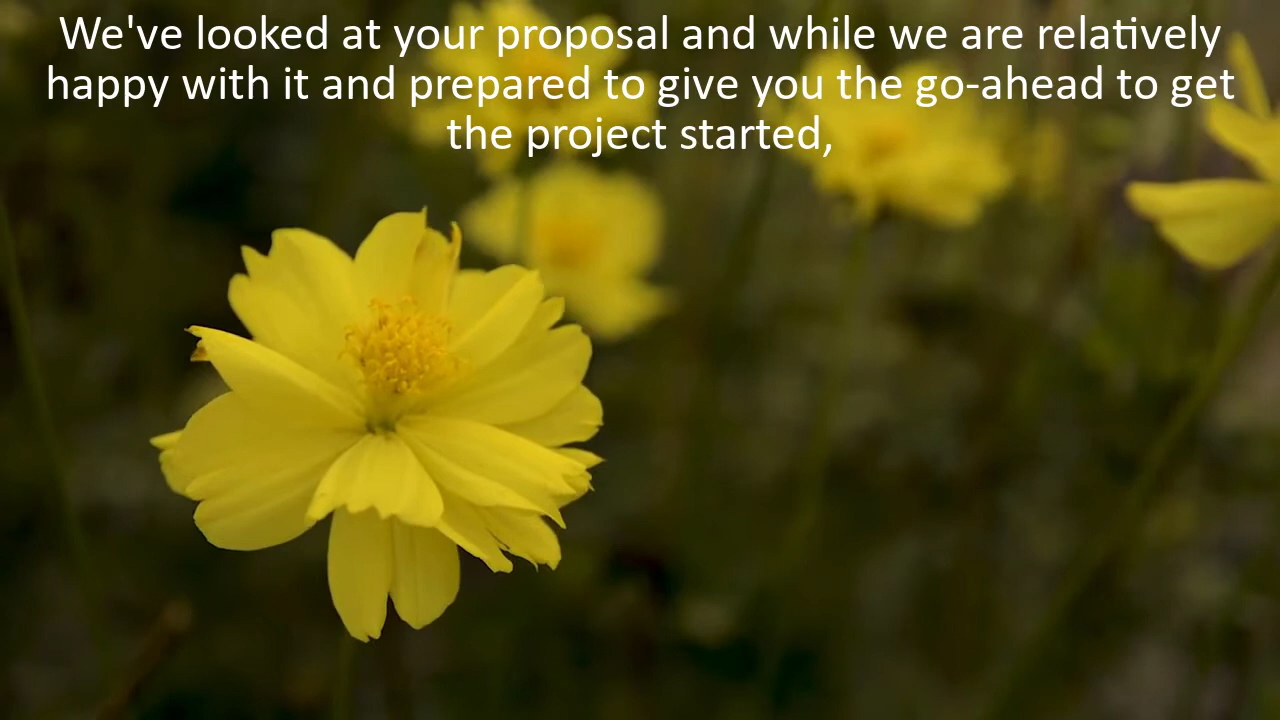 We've looked at your proposal and while we are relatively
happy with it and prepared to give you the go-ahead to get
the project started,